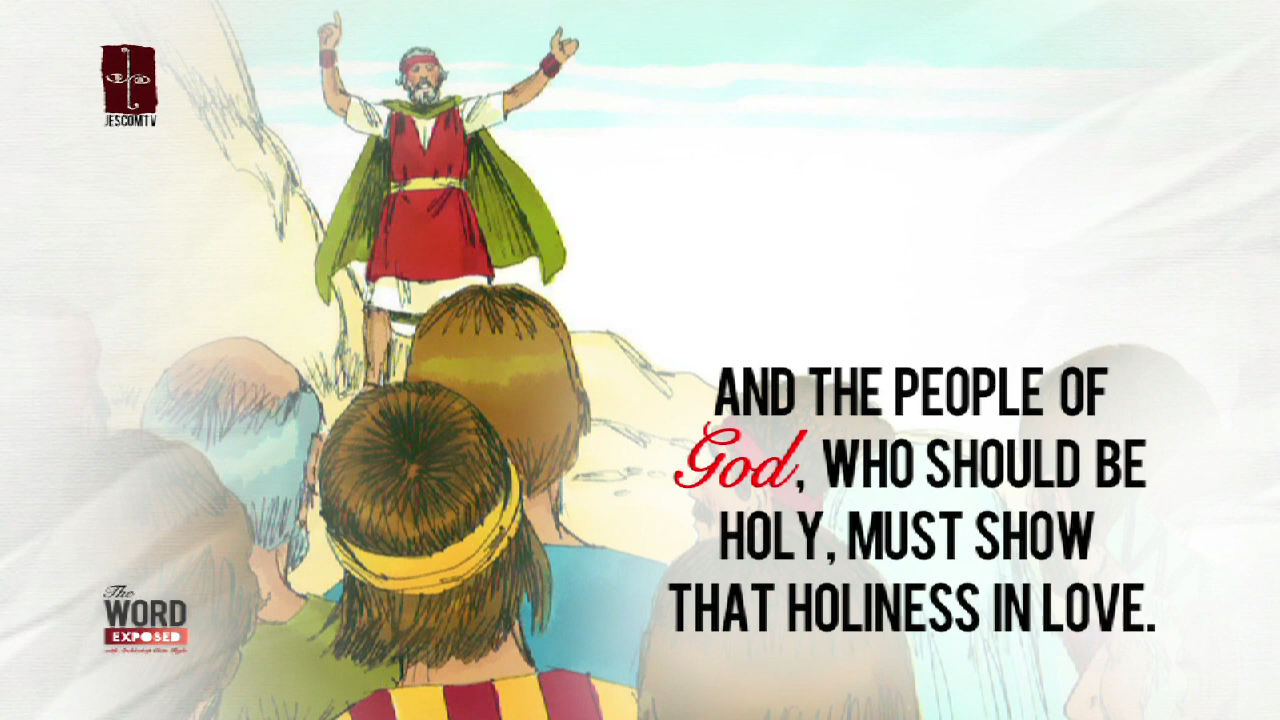 JESCOMTV
AND THE PEOPLE OF
God, WHO SHOULD BE
HOLY, MUST SHOW
THAT HOLINESS IN LOVE.
The
WORD
EXPOSED